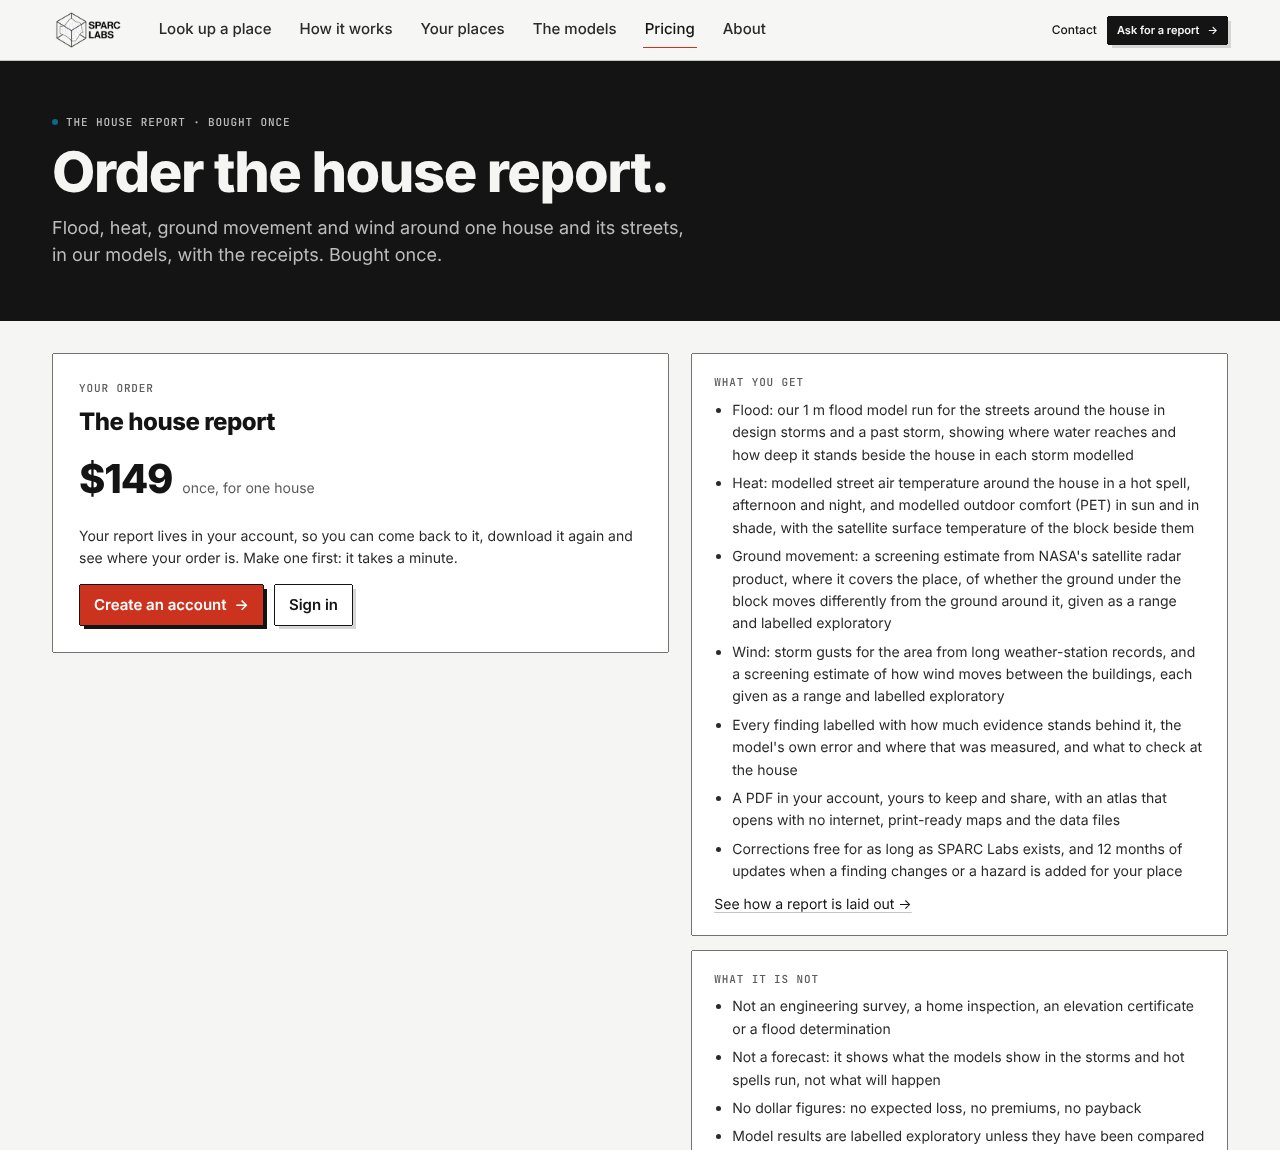 SPARC
LABS
Look up a place
How it works
Your places
The models
Pricing
About
Contact
Ask for a report →
THE HOUSE REPORT · BOUGHT ONCE
Order the house report.
Flood, heat, ground movement and wind around one house and its streets,
in our models, with the receipts. Bought once.
YOUR ORDER
The house report
$149 once, for one house
Your report lives in your account, so you can come back to it, download it again and
see where your order is. Make one first: it takes a minute.
Create an account →
Sign in
WHAT YOU GET
• Flood: our 1 m flood model run for the streets around the house in
design storms and a past storm, showing where water reaches and
how deep it stands beside the house in each storm modelled
• Heat: modelled street air temperature around the house in a hot spell,
afternoon and night, and modelled outdoor comfort (PET) in sun and in
shade, with the satellite surface temperature of the block beside them
• Ground movement: a screening estimate from NASA's satellite radar
product, where it covers the place, of whether the ground under the
block moves differently from the ground around it, given as a range
and labelled exploratory
• Wind: storm gusts for the area from long weather-station records, and
a screening estimate of how wind moves between the buildings, each
given as a range and labelled exploratory
• Every finding labelled with how much evidence stands behind it, the
model's own error and where that was measured, and what to check at
the house
• A PDF in your account, yours to keep and share, with an atlas that
opens with no internet, print-ready maps and the data files
• Corrections free for as long as SPARC Labs exists, and 12 months of
updates when a finding changes or a hazard is added for your place
See how a report is laid out →
WHAT IT IS NOT
• Not an engineering survey, a home inspection, an elevation certificate
or a flood determination
• Not a forecast: it shows what the models show in the storms and hot
spells run, not what will happen
• No dollar figures: no expected loss, no premiums, no payback
• Model results are labelled exploratory unless they have been compared